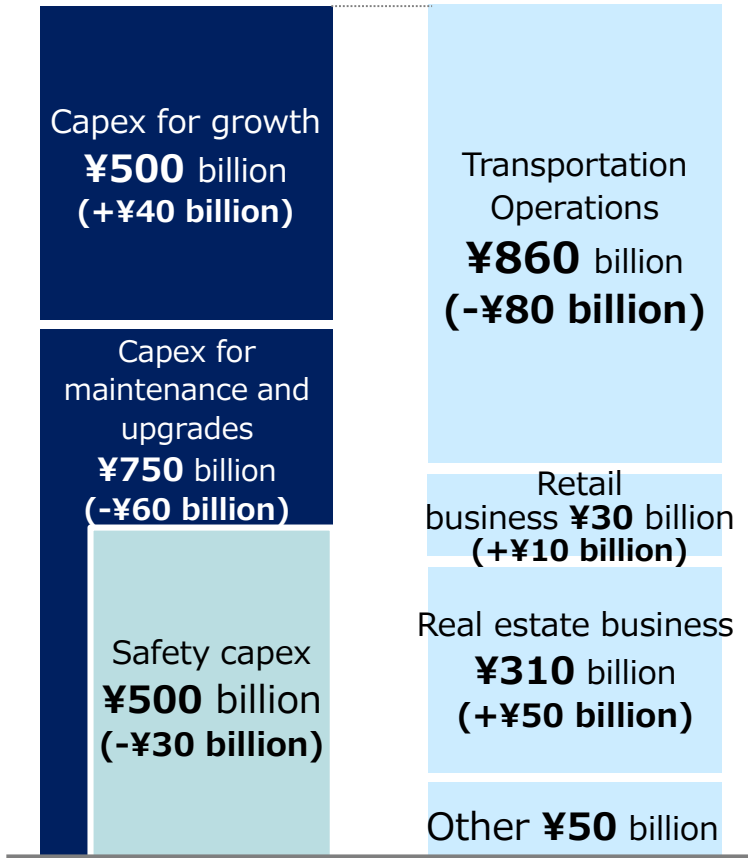 Capex for growth
¥500 billion
(+¥40 billion)
Capex for
maintenance and
upgrades
¥750 billion
(-¥60 billion)
Safety capex
¥500 billion
(-¥30 billion)
Transportation
Operations
¥860 billion
(-¥80 billion)
Retail
business ¥30 billion
(+¥10 billion)
Real estate business
¥310 billion
(+¥50 billion)
Other ¥50 billion